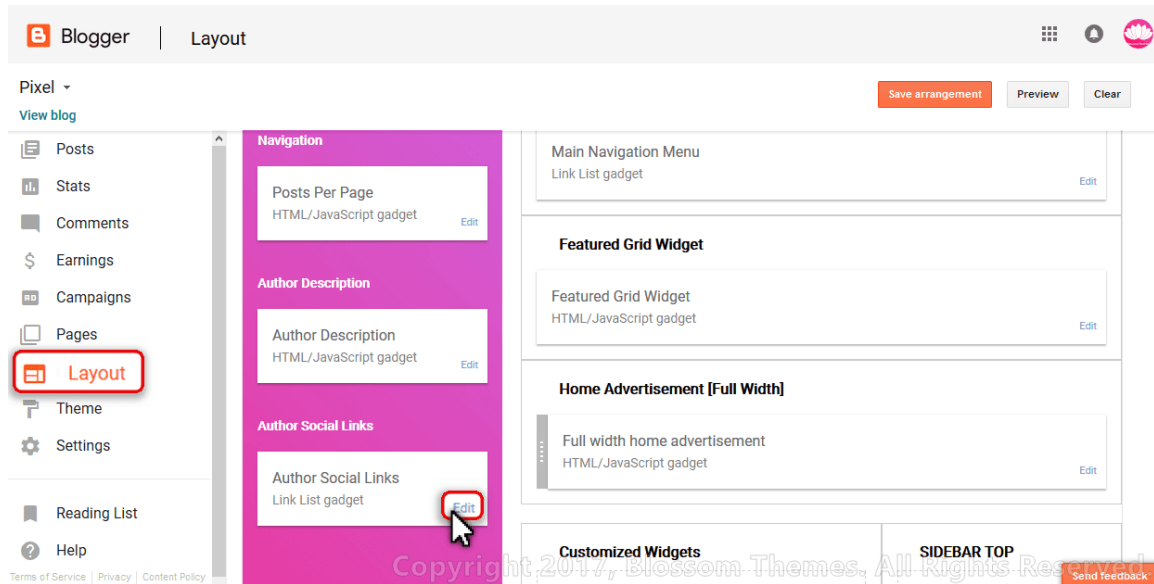 Blogger
Layout
Pixel
View blog
Save arrangement
Preview
Clear
Posts
Stats
Comments
Earnings
Campaigns
Pages
Layout
Theme
Settings
Reading List
Help
Terms of Service | Privacy | Content Policy
Navigation
Posts Per Page
HTML/JavaScript gadget
Edit
Author Description
Author Description
HTML/JavaScript gadget
Edit
Author Social Links
Author Social Links
Link List gadget
Edit
Main Navigation Menu
Link List gadget
Edit
Featured Grid Widget
Featured Grid Widget
HTML/JavaScript gadget
Edit
Home Advertisement [Full Width]
Full width home advertisement
HTML/JavaScript gadget
Edit
Customized Widgets
SIDEBAR TOP
Copyright 2017, Blossom Themes. All Rights Reserved
Send feedback